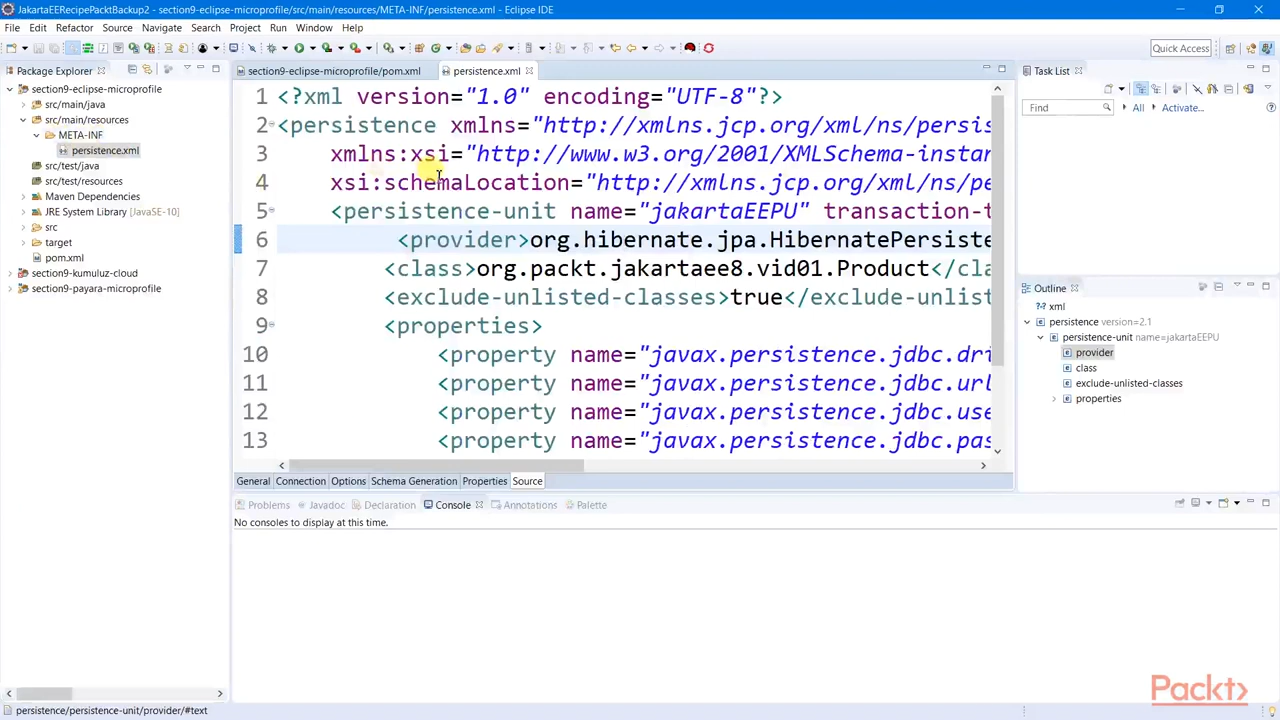 JakartaEERecipePacktBackup2 - section9-eclipse-microprofile/src/main/resources/META-INF/persistence.xml - Eclipse IDE
File Edit Refactor Source Navigate Search Project Run Window Help
Quick Access
Package Explorer
section9-eclipse-microprofile
src/main/java
src/main/resources
META-INF
persistence.xml
src/test/java
src/test/resources
Maven Dependencies
JRE System Library [JavaSE-10]
src
target
pom.xml
section9-kumuluz-cloud
section9-payara-microprofile
section9-eclipse-microprofile/pom.xml
persistence.xml
1 <?xml version="1.0" encoding="UTF-8"?>
2 <persistence xmlns="http://xmlns.jcp.org/xml/ns/persis
3 xmlns:xsi="http://www.w3.org/2001/XMLSchema-instan
4 xsi:schemaLocation="http://xmlns.jcp.org/xml/ns/pe
5 <persistence-unit name="jakartaEEPU" transaction-t
6 <provider>org.hibernate.jpa.HibernatePersiste
7 <class>org.packt.jakartaee8.vid01.Product</cla
8 <exclude-unlisted-classes>true</exclude-unlist
9 <properties>
10 <property name="javax.persistence.jdbc.dri
11 <property name="javax.persistence.jdbc.url
12 <property name="javax.persistence.jdbc.use
13 <property name="javax.persistence.jdbc.pas
General Connection Options Schema Generation Properties Source
Problems Javadoc Declaration Console Annotations Palette
No consoles to display at this time.
Task List
Find All Activate...
Outline
?? xml
persistence version=2.1
persistence-unit name=jakartaEEPU
provider
class
exclude-unlisted-classes
properties
persistence/persistence-unit/provider/#text
Packt>